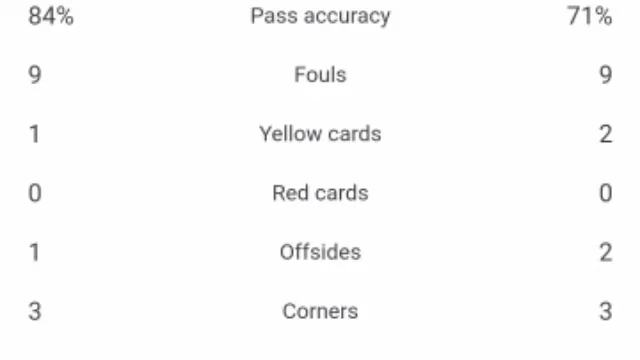 84% Pass accuracy 71%
9 Fouls 9
1 Yellow cards 2
0 Red cards 0
1 Offsides 2
3 Corners 3